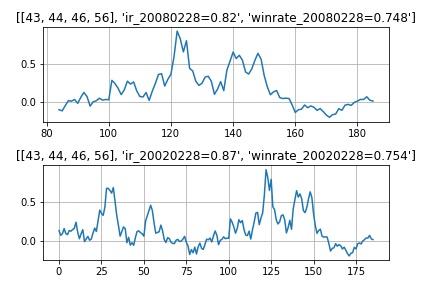 [[43, 44, 46, 56], 'ir_20080228=0.82', 'winrate_20080228=0.748']
0.5
0.0
80 100 120 140 160 180
[[43, 44, 46, 56], 'ir_20020228=0.87', 'winrate_20020228=0.754']
0.5
0.0
0 25 50 75 100 125 150 175